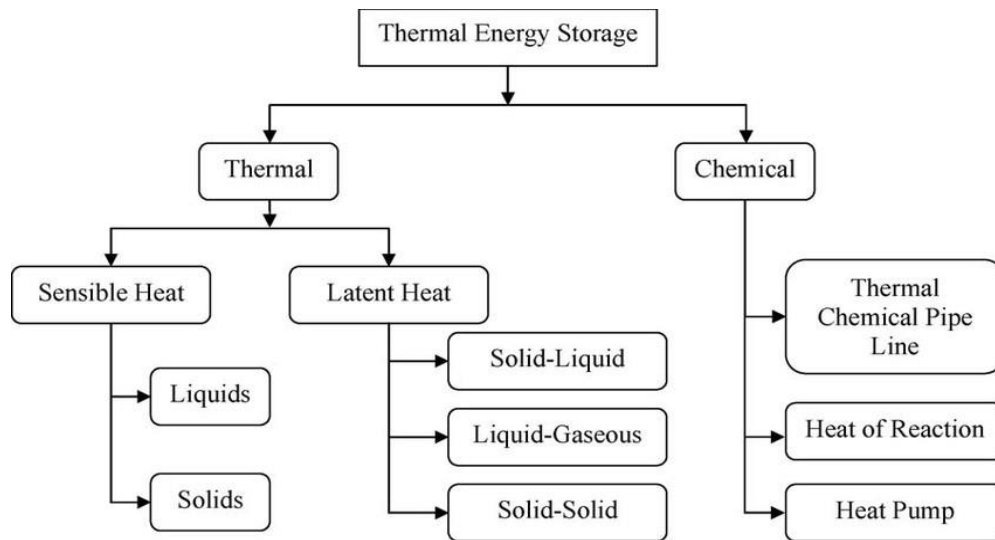 Thermal Energy Storage
Thermal
Chemical
Sensible Heat
Latent Heat
Thermal
Chemical Pipe
Line
Solid-Liquid
Liquids
Liquid-Gaseous
Heat of Reaction
Solids
Solid-Solid
Heat Pump